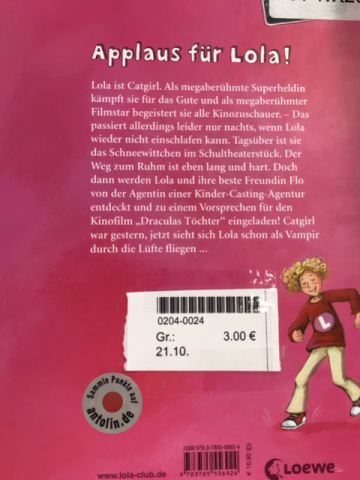 Applaus für Lola!
Lola ist Catgirl. Als megaberühmte Superheldin
kämpft sie für das Gute und als megaberühmter
Filmstar begeistert sie alle Kinozuschauer. – Das
passiert allerdings leider nur nachts, wenn Lola
wieder nicht einschlafen kann. Tagsüber ist sie
das Schneewittchen im Schultheaterstück. Der
Weg zum Ruhm ist eben lang und hart. Doch
dann werden Lola und ihre beste Freundin Flo
von der Agentin einer Kinder-Casting-Agentur
entdeckt und zu einem Vorsprechen für den
Kinofilm „Draculas Töchter“ eingeladen! Catgirl
war gestern, jetzt sieht sich Lola schon als Vampir
durch die Lüfte fliegen ...
L
0204-0024
Gr.: 3.00 €
21.10.
Sammle Punkte auf
antolin.de
9 783785 556924
€ 10,90 (D)
www.lola-club.de
Loewe